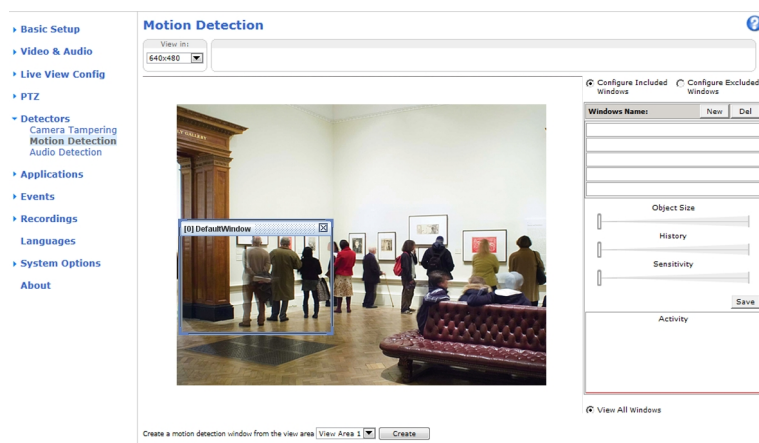 Basic Setup
Video & Audio
Live View Config
PTZ
Detectors
Camera Tampering
Motion Detection
Audio Detection
Applications
Events
Recordings
Languages
System Options
About
Motion Detection
View in:
640x480
[0] DefaultWindow
Configure Included Windows
Configure Excluded Windows
Windows Name: New Del
Object Size
History
Sensitivity
Save
Activity
View All Windows
Create a motion detection window from the view area View Area 1 Create